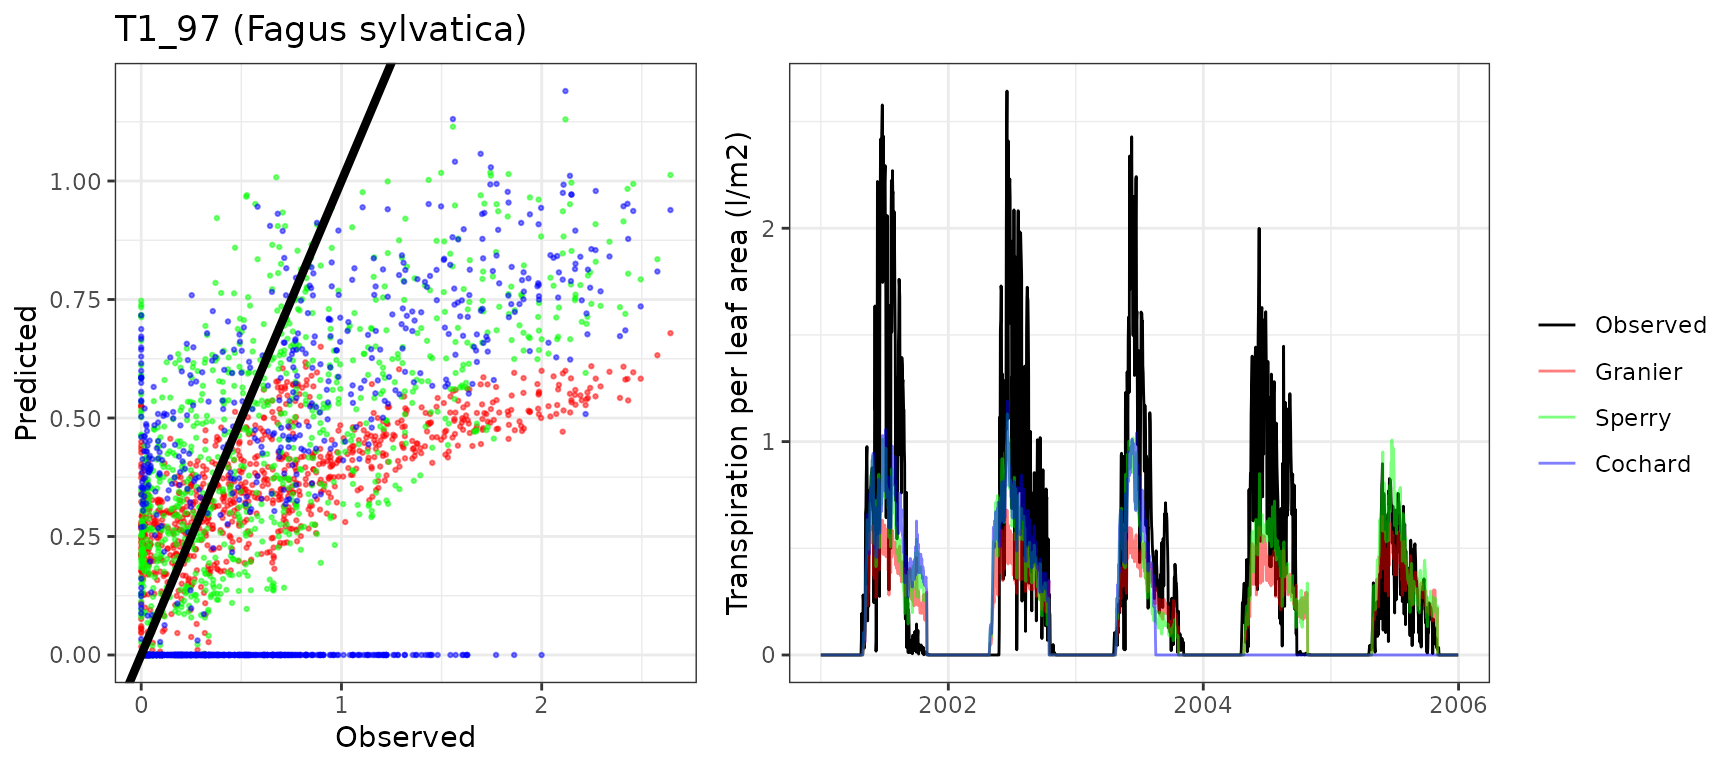 T1_97 (Fagus sylvatica)
Predicted
1.00
0.75
0.50
0.25
0.00
0
1
2
Observed
Transpiration per leaf area (l/m2)
2
1
0
2002
2004
2006
Observed
Granier
Sperry
Cochard